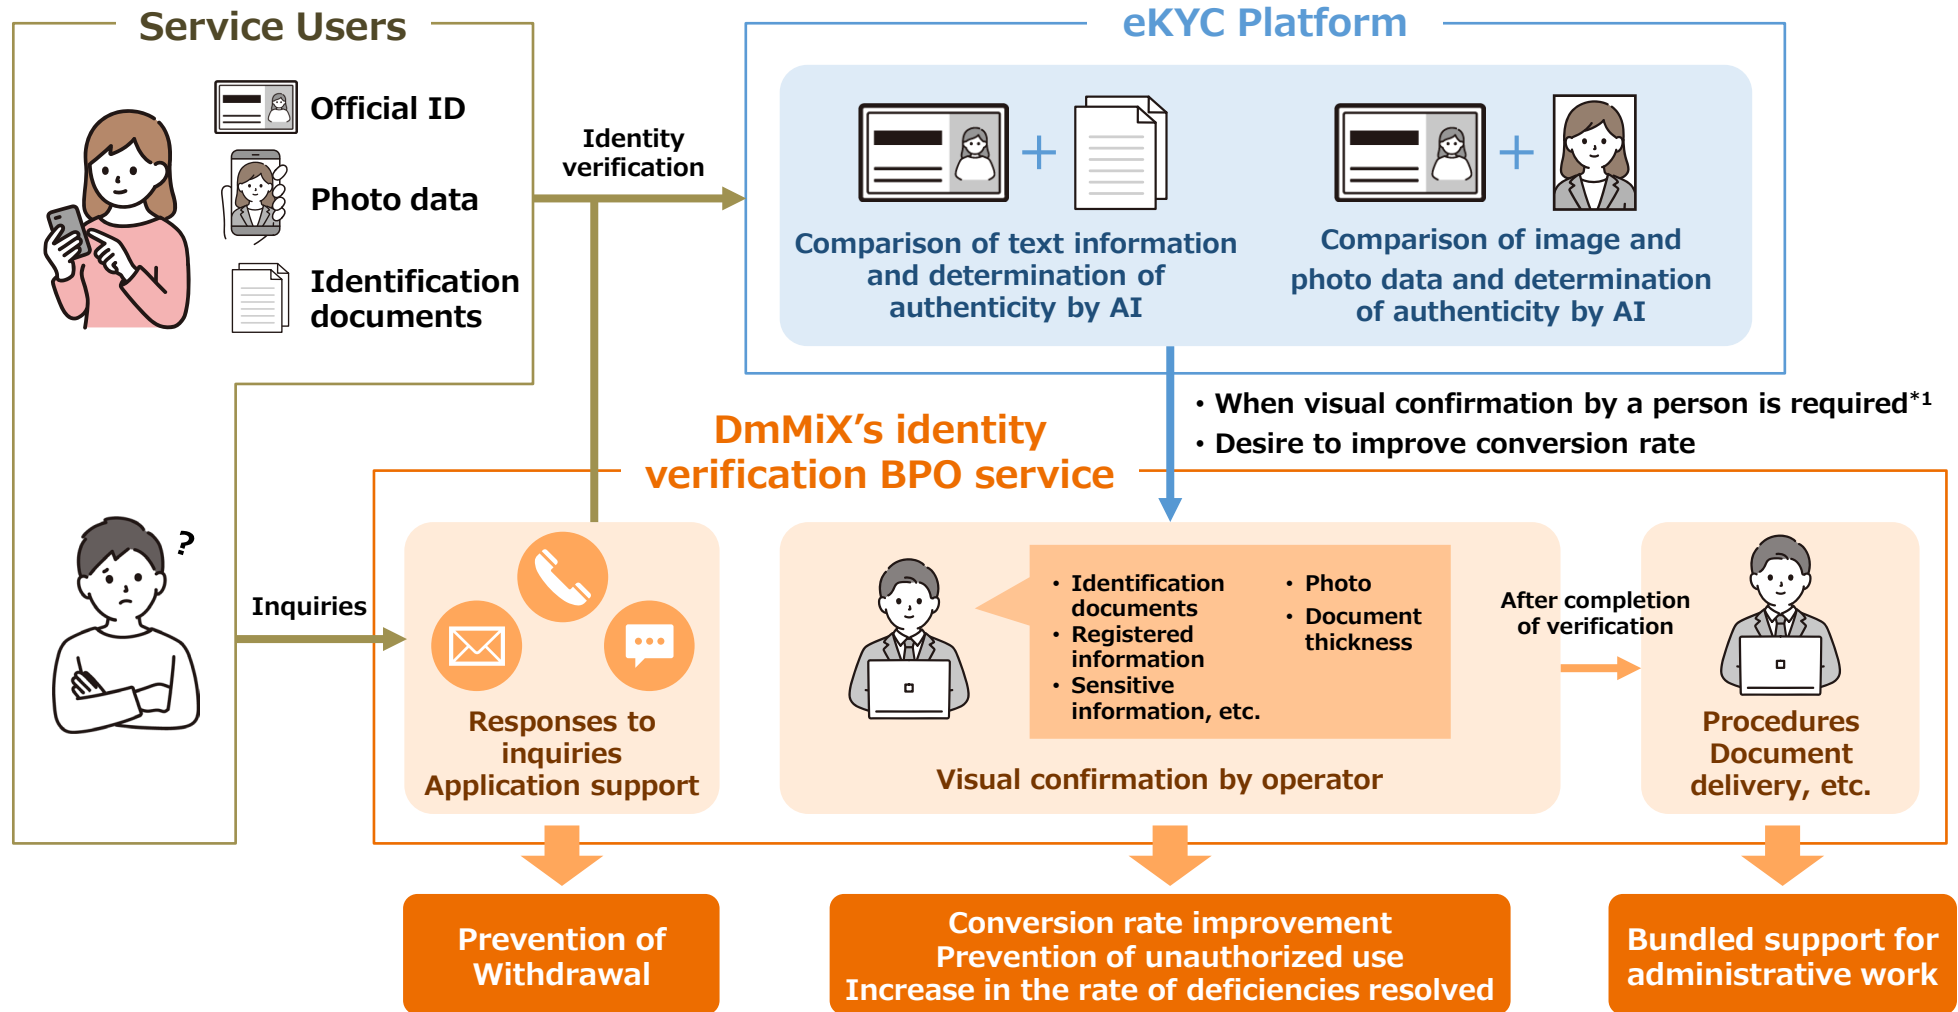 Service Users
Official ID
Photo data
Identification
documents
Identity
verification
eKYC Platform
Comparison of text information
and determination of
authenticity by AI
Comparison of image and
photo data and determination
of authenticity by AI
・When visual confirmation by a person is required*1
・Desire to improve conversion rate
DmMiX’s identity
verification BPO service
?
Inquiries
Responses to
inquiries
Application support
・Identification
documents
・Registered
information
・Sensitive
information, etc.
・Photo
・Document
thickness
Visual confirmation by operator
After completion
of verification
Procedures
Document
delivery, etc.
Prevention of
Withdrawal
Conversion rate improvement
Prevention of unauthorized use
Increase in the rate of deficiencies resolved
Bundled support for
administrative work